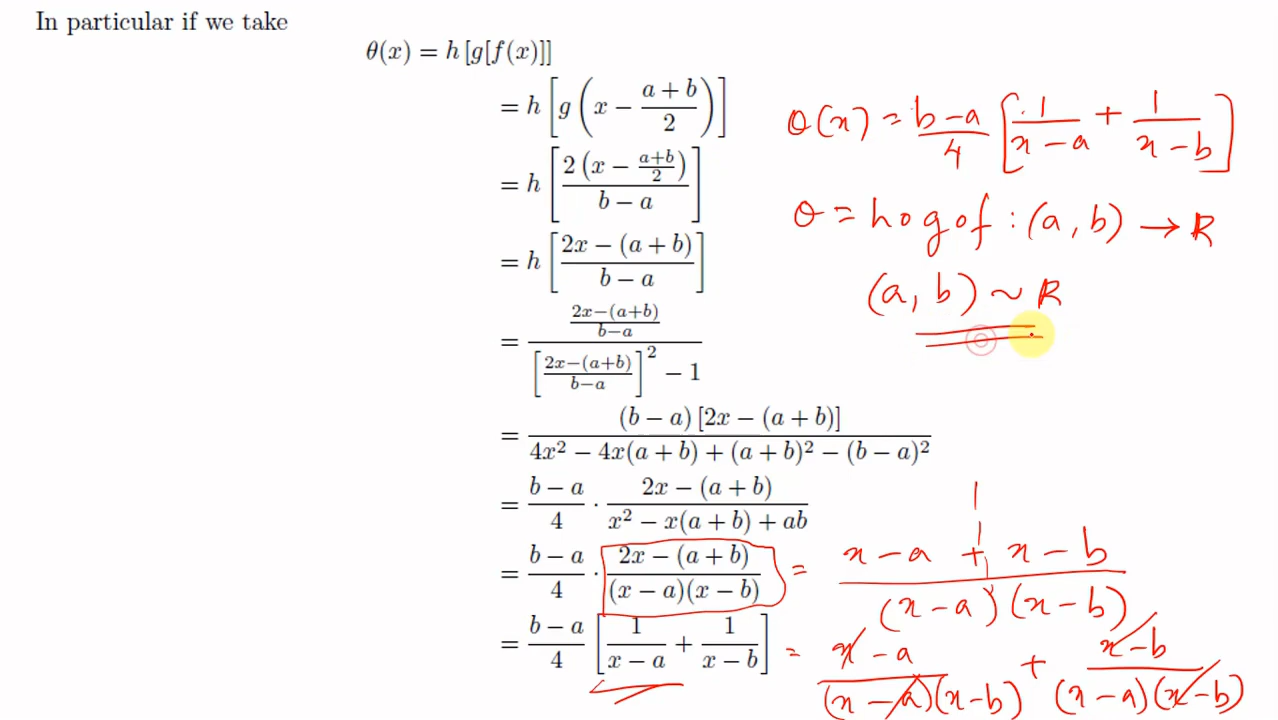 In particular if we take
θ(x) = h [g[f(x)]]
= h [g (x − (a + b)/2)]
= h [2 (x − (a+b)/2) / (b − a)]
= h [(2x − (a + b)) / (b − a)]
= ((2x−(a+b))/(b−a)) / ([(2x−(a+b))/(b−a)]² − 1)
= (b − a) [2x − (a + b)] / (4x² − 4x(a + b) + (a + b)² − (b − a)²)
= (b − a)/4 · (2x − (a + b)) / (x² − x(a + b) + ab)
= (b − a)/4 · (2x − (a + b)) / ((x − a)(x − b))
= (b − a)/4 [1/(x − a) + 1/(x − b)]
θ(x) = (b − a)/4 [1/(x − a) + 1/(x − b)]
θ = h o g o f : (a, b) → R
(a, b) ~ R
= (x − a + x − b) / ((x − a)(x − b))
= (x − a) / ((x − a)(x − b)) + (x − b) / ((x − a)(x − b))